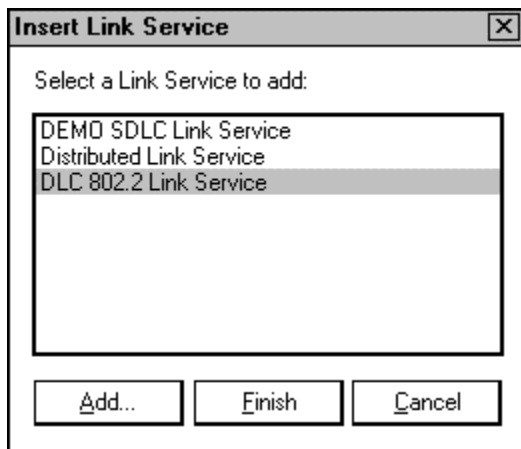 Insert Link Service
Select a Link Service to add:
DEMO SDLC Link Service
Distributed Link Service
DLC 802.2 Link Service
Add... Finish Cancel